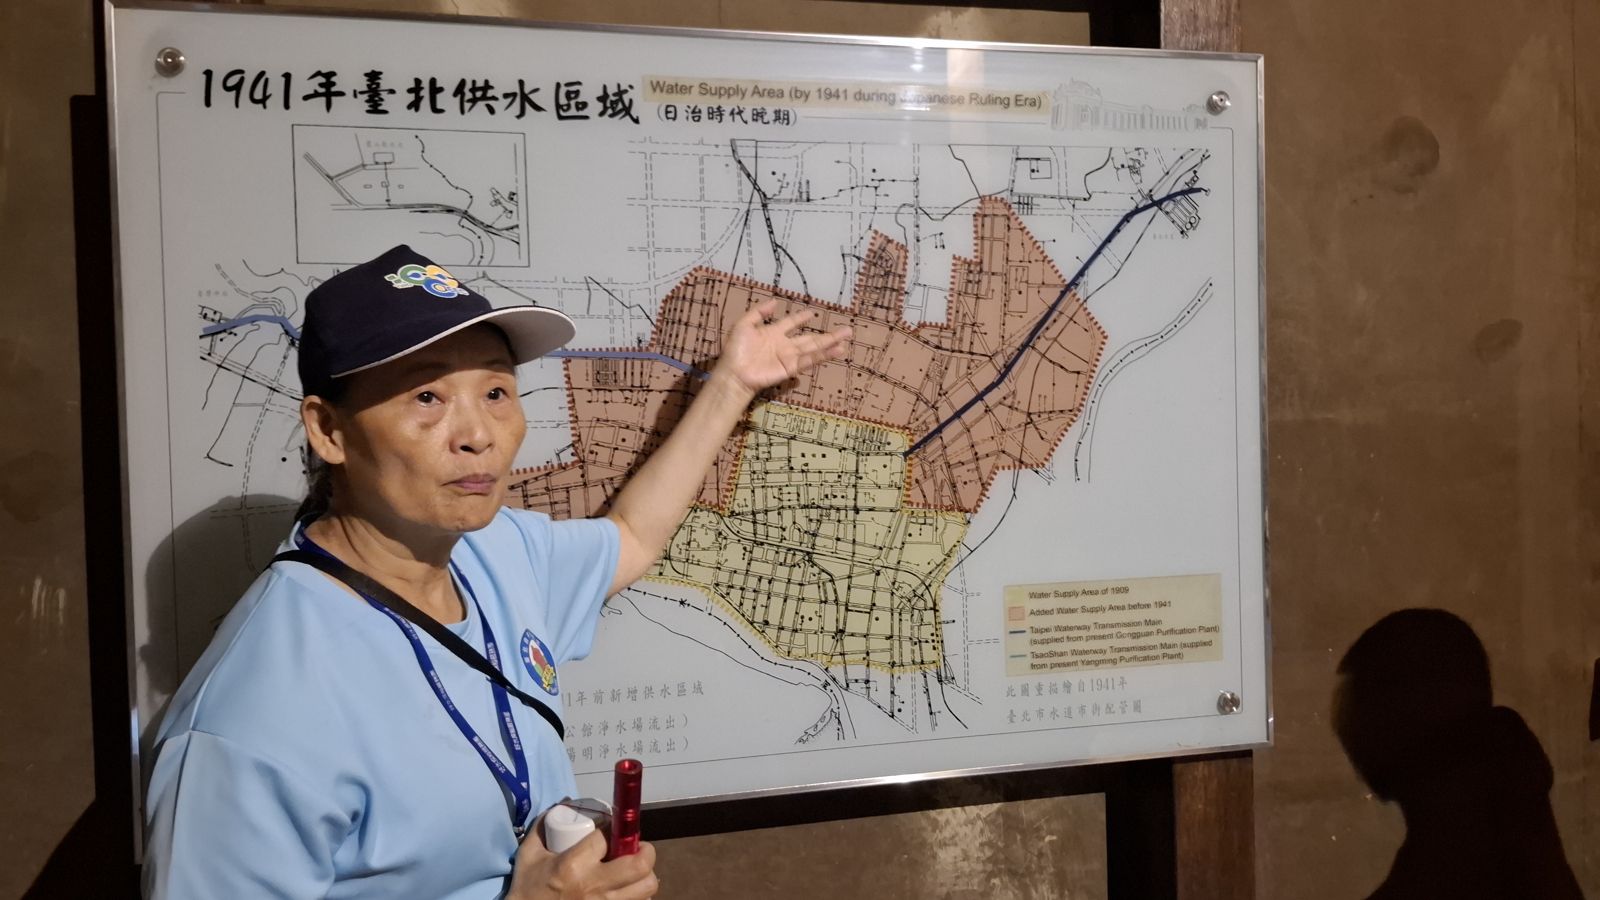 1941年臺北供水區域
Water Supply Area (by 1941 during Japanese Ruling Era)
(日治時代晚期)
Water Supply Area of 1909
Added Water Supply Area before 1941
Taipei Waterway Transmission Main
(supplied from present Gongguan Purification Plant)
TsaoShan Waterway Transmission Main (supplied
from present Yangming Purification Plant)
1年前新增供水區域
公館淨水場流出)
陽明淨水場流出)
此圖重描繪自1941年
臺北市水道市街配管圖